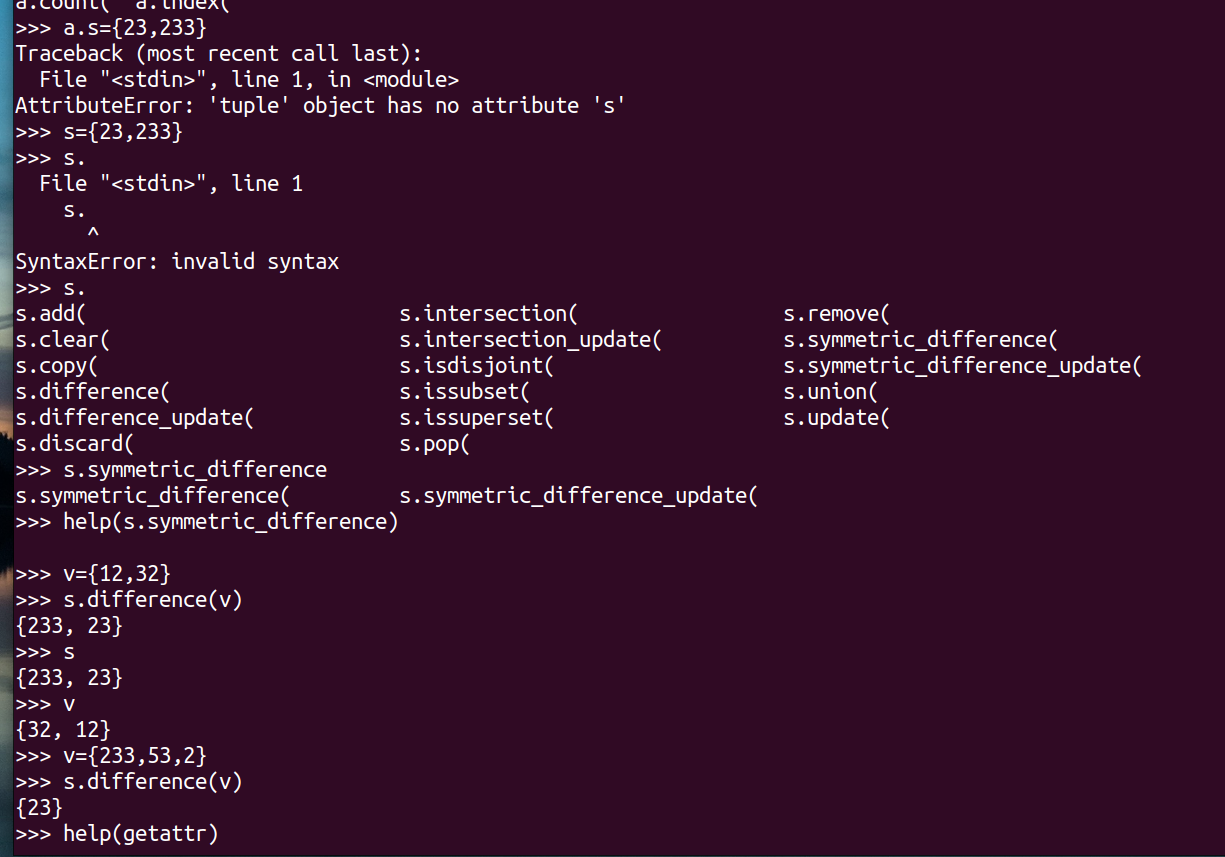 a.count(  a.index(
>>> a.s={23,233}
Traceback (most recent call last):
  File "<stdin>", line 1, in <module>
AttributeError: 'tuple' object has no attribute 's'
>>> s={23,233}
>>> s.
  File "<stdin>", line 1
    s.
      ^
SyntaxError: invalid syntax
>>> s.
s.add(                          s.intersection(                 s.remove(
s.clear(                        s.intersection_update(          s.symmetric_difference(
s.copy(                         s.isdisjoint(                   s.symmetric_difference_update(
s.difference(                   s.issubset(                     s.union(
s.difference_update(            s.issuperset(                   s.update(
s.discard(                      s.pop(
>>> s.symmetric_difference
s.symmetric_difference(         s.symmetric_difference_update(
>>> help(s.symmetric_difference)

>>> v={12,32}
>>> s.difference(v)
{233, 23}
>>> s
{233, 23}
>>> v
{32, 12}
>>> v={233,53,2}
>>> s.difference(v)
{23}
>>> help(getattr)